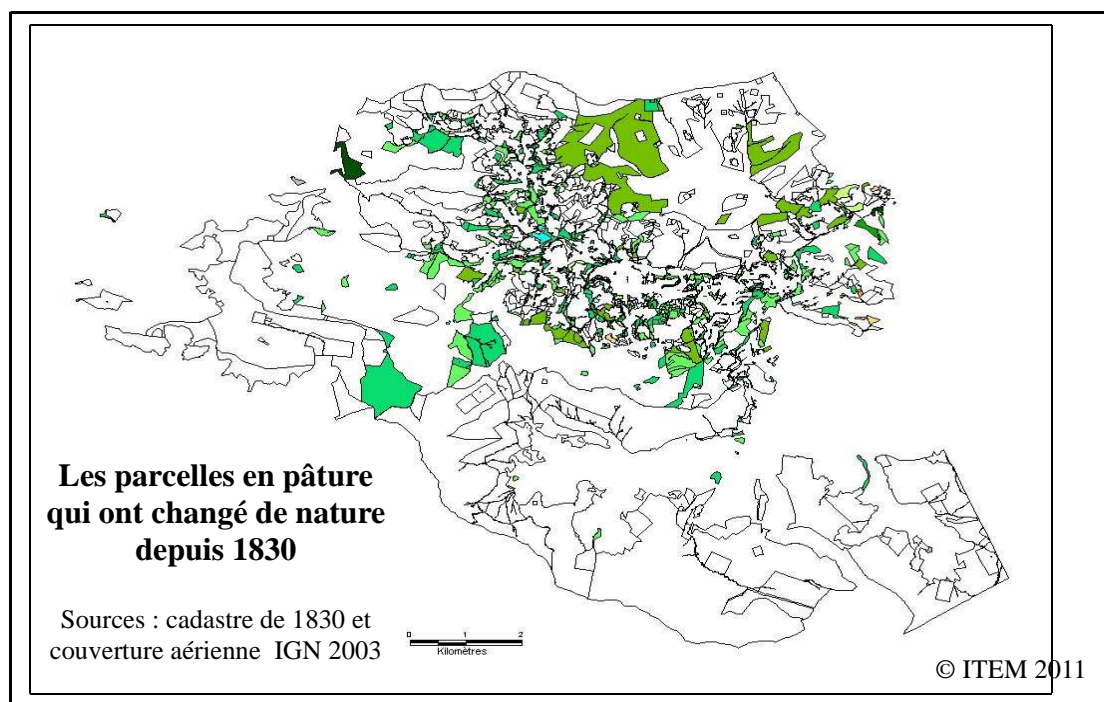 Les parcelles en pâture
qui ont changé de nature
depuis 1830
Sources : cadastre de 1830 et
couverture aérienne IGN 2003
0 1 2
Kilomètres
© ITEM 2011